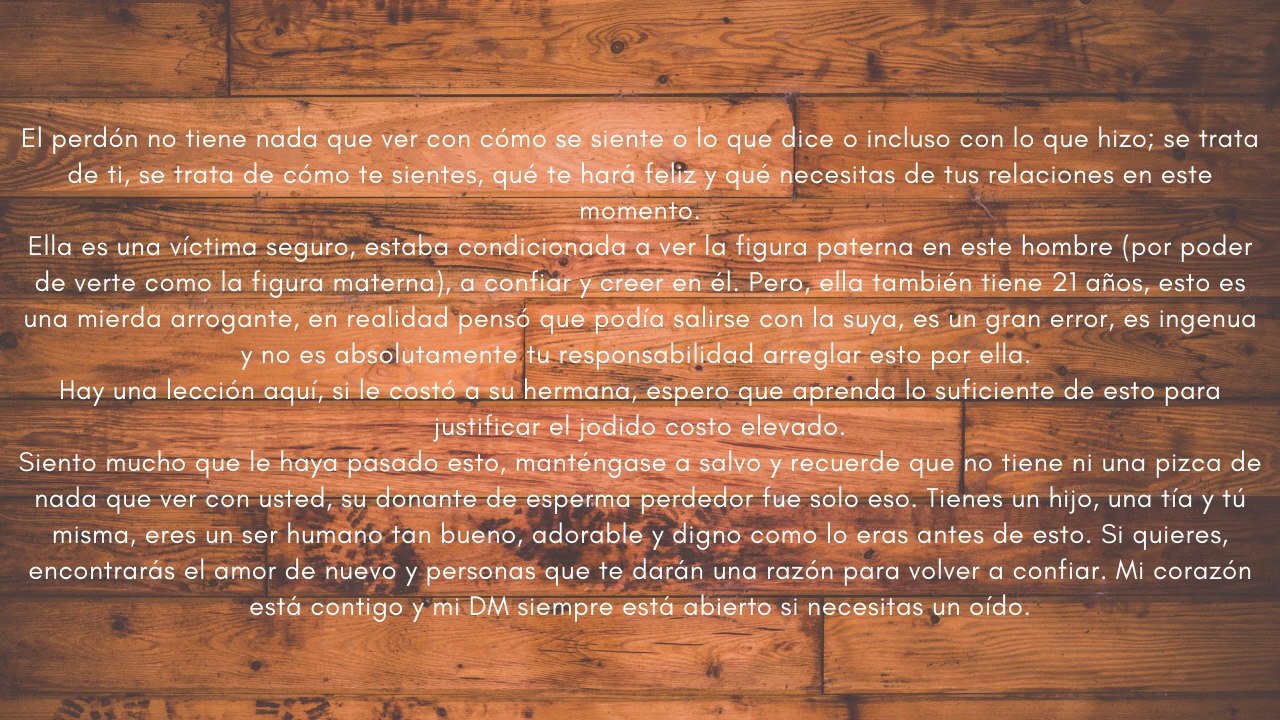 El perdón no tiene nada que ver con cómo se siente o lo que dice o incluso con lo que hizo; se trata
de ti, se trata de cómo te sientes, qué te hará feliz y qué necesitas de tus relaciones en este
momento.
Ella es una víctima seguro, estaba condicionada a ver la figura paterna en este hombre (por poder
de verte como la figura materna), a confiar y creer en él. Pero, ella también tiene 21 años, esto es
una mierda arrogante, en realidad pensó que podía salirse con la suya, es un gran error, es ingenua
y no es absolutamente tu responsabilidad arreglar esto por ella.
Hay una lección aquí, si le costó a su hermana, espero que aprenda lo suficiente de esto para
justificar el jodido costo elevado.
Siento mucho que le haya pasado esto, manténgase a salvo y recuerde que no tiene ni una pizca de
nada que ver con usted, su donante de esperma perdedor fue solo eso. Tienes un hijo, una tía y tú
misma, eres un ser humano tan bueno, adorable y digno como lo eras antes de esto. Si quieres,
encontrarás el amor de nuevo y personas que te darán una razón para volver a confiar. Mi corazón
está contigo y mi DM siempre está abierto si necesitas un oído.